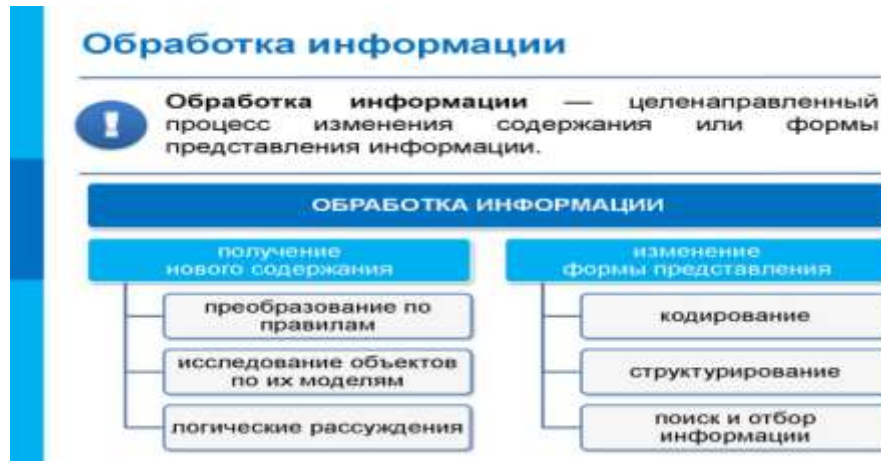 Обработка информации
!
Обработка информации — целенаправленный
процесс изменения содержания или формы
представления информации.
ОБРАБОТКА ИНФОРМАЦИИ
получение
нового содержания
изменение
формы представления
преобразование по
правилам
кодирование
исследование объектов
по их моделям
структурирование
логические рассуждения
поиск и отбор
информации